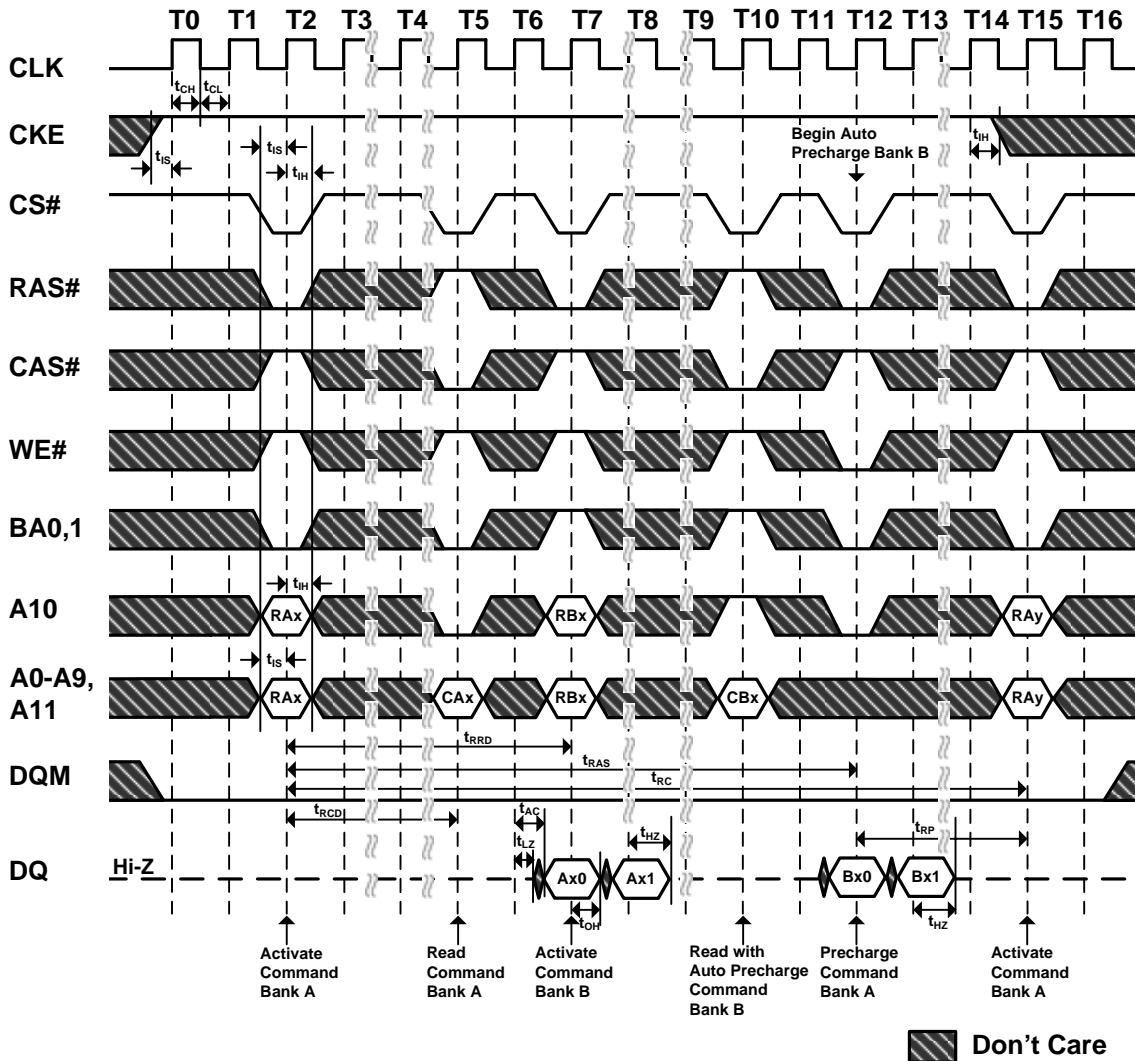 T0 T1 T2 T3 T4 T5 T6 T7 T8 T9 T10 T11 T12 T13 T14 T15 T16
CLK
tCH tCL
CKE
tIS
tIS
tIH
Begin Auto
Precharge Bank B
tIH
CS#
RAS#
CAS#
WE#
BA0,1
tIH
A10
RAx RBx RAy
tIS
A0-A9,
A11
RAx CAx RBx CBx RAy
tRRD
tRAS
DQM
tRC
tRCD
tAC
tLZ
tHZ
tRP
DQ
Hi-Z
Ax0 Ax1 Bx0 Bx1
tOH
tHZ
Activate
Command
Bank A
Read
Command
Bank A
Activate
Command
Bank B
Read with
Auto Precharge
Command
Bank B
Precharge
Command
Bank A
Activate
Command
Bank A
Don't Care